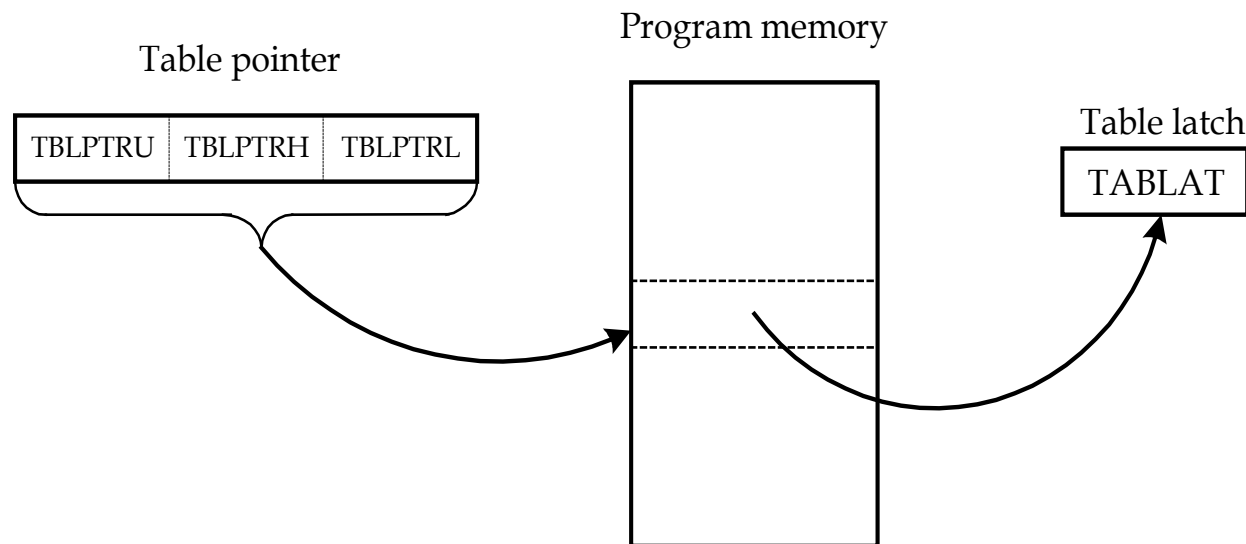 Program memory
Table pointer
Table latch
TBLPTRU TBLPTRH TBLPTRL
TABLAT